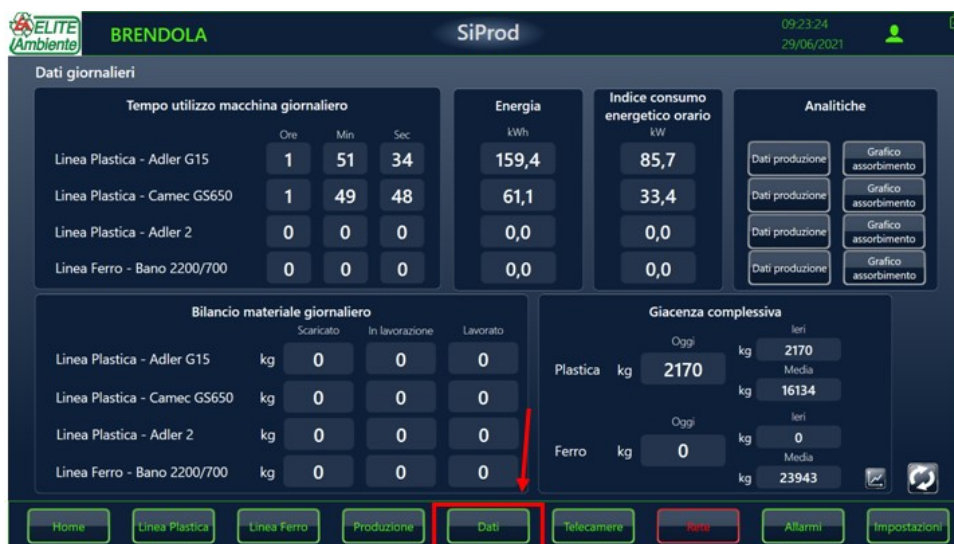 ELITE
Ambiente
BRENDOLA
SiProd
09:23:24
29/06/2021
Dati giornalieri
Tempo utilizzo macchina giornaliero
Ore Min Sec
Linea Plastica - Adler G15 1 51 34
Linea Plastica - Camec GS650 1 49 48
Linea Plastica - Adler 2 0 0 0
Linea Ferro - Bano 2200/700 0 0 0
Energia
kWh
159,4
61,1
0,0
0,0
Indice consumo
energetico orario
kW
85,7
33,4
0,0
0,0
Analitiche
Dati produzione Grafico assorbimento
Dati produzione Grafico assorbimento
Dati produzione Grafico assorbimento
Dati produzione Grafico assorbimento
Bilancio materiale giornaliero
Scaricato In lavorazione Lavorato
Linea Plastica - Adler G15 kg 0 0 0
Linea Plastica - Camec GS650 kg 0 0 0
Linea Plastica - Adler 2 kg 0 0 0
Linea Ferro - Bano 2200/700 kg 0 0 0
Giacenza complessiva
Oggi
Plastica kg 2170
Ieri
kg 2170
Media
kg 16134
Oggi
Ferro kg 0
Ieri
kg 0
Media
kg 23943
Home Linea Plastica Linea Ferro Produzione Dati Telecamere Rete Allarmi Impostazioni